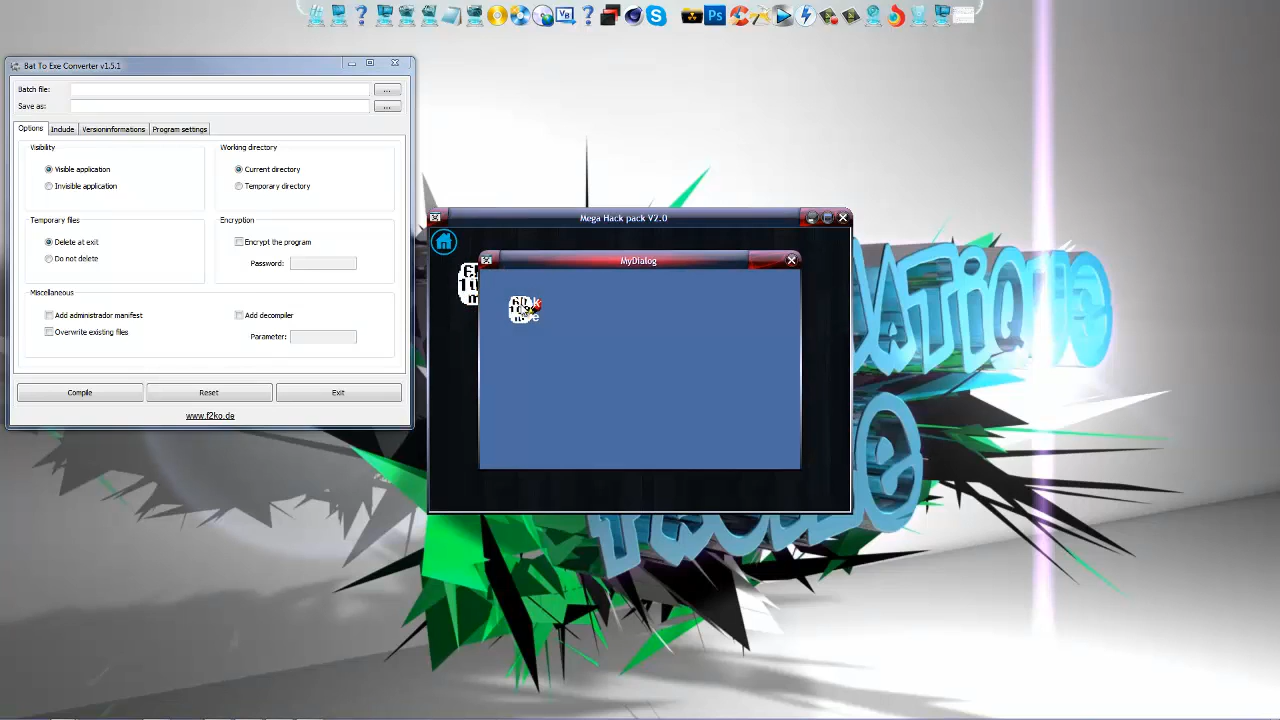 Bat To Exe Converter v1.5.1
Batch file:
...
Save as:
...
Options
Include
Versioninformations
Program settings
Visibility
Visible application
Invisible application
Working directory
Current directory
Temporary directory
Temporary files
Delete at exit
Do not delete
Encryption
Encrypt the program
Password:
Miscellaneous
Add administrator manifest
Overwrite existing files
Add decompiler
Parameter:
Compile
Reset
Exit
www.f2ko.de
Mega Hack pack V2.0
MyDialog
VB
Ps